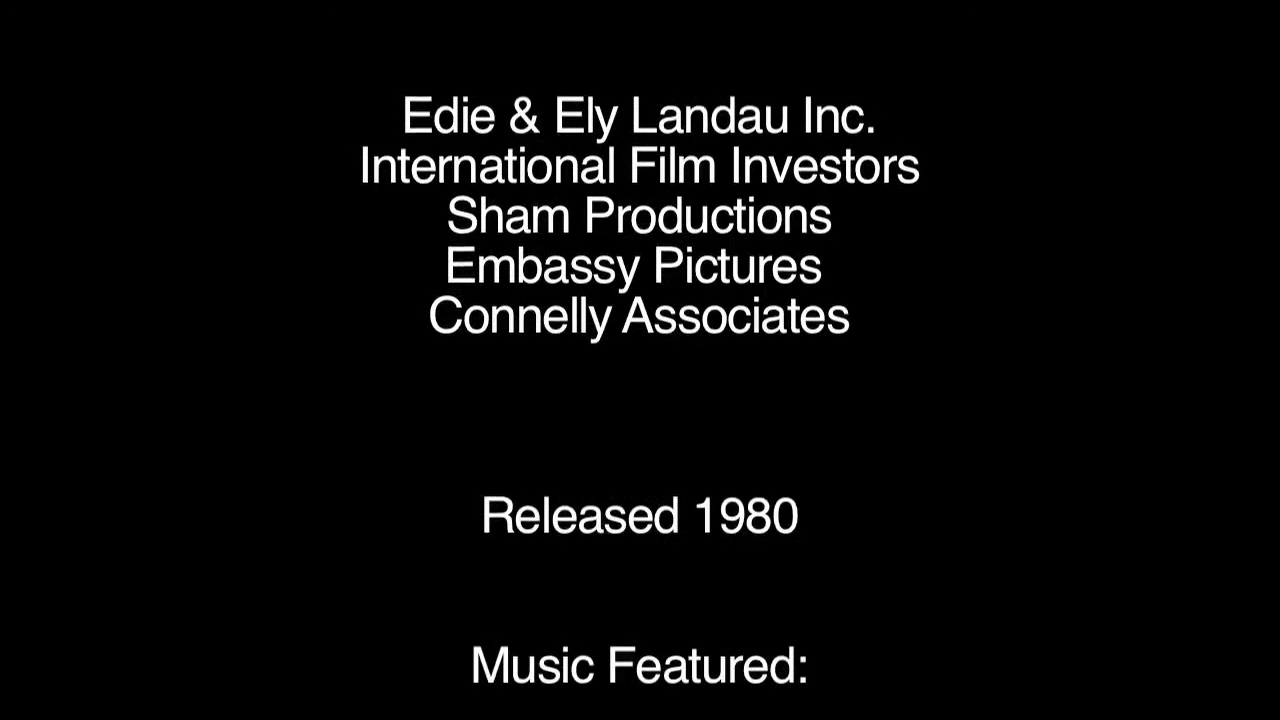 Edie & Ely Landau Inc.
International Film Investors
Sham Productions
Embassy Pictures
Connelly Associates
Released 1980
Music Featured: